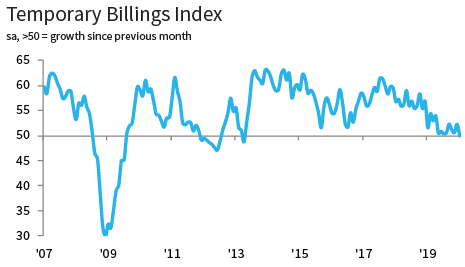 Temporary Billings Index
sa, >50 = growth since previous month
65
60
55
50
45
40
35
30
'07 '09 '11 '13 '15 '17 '19